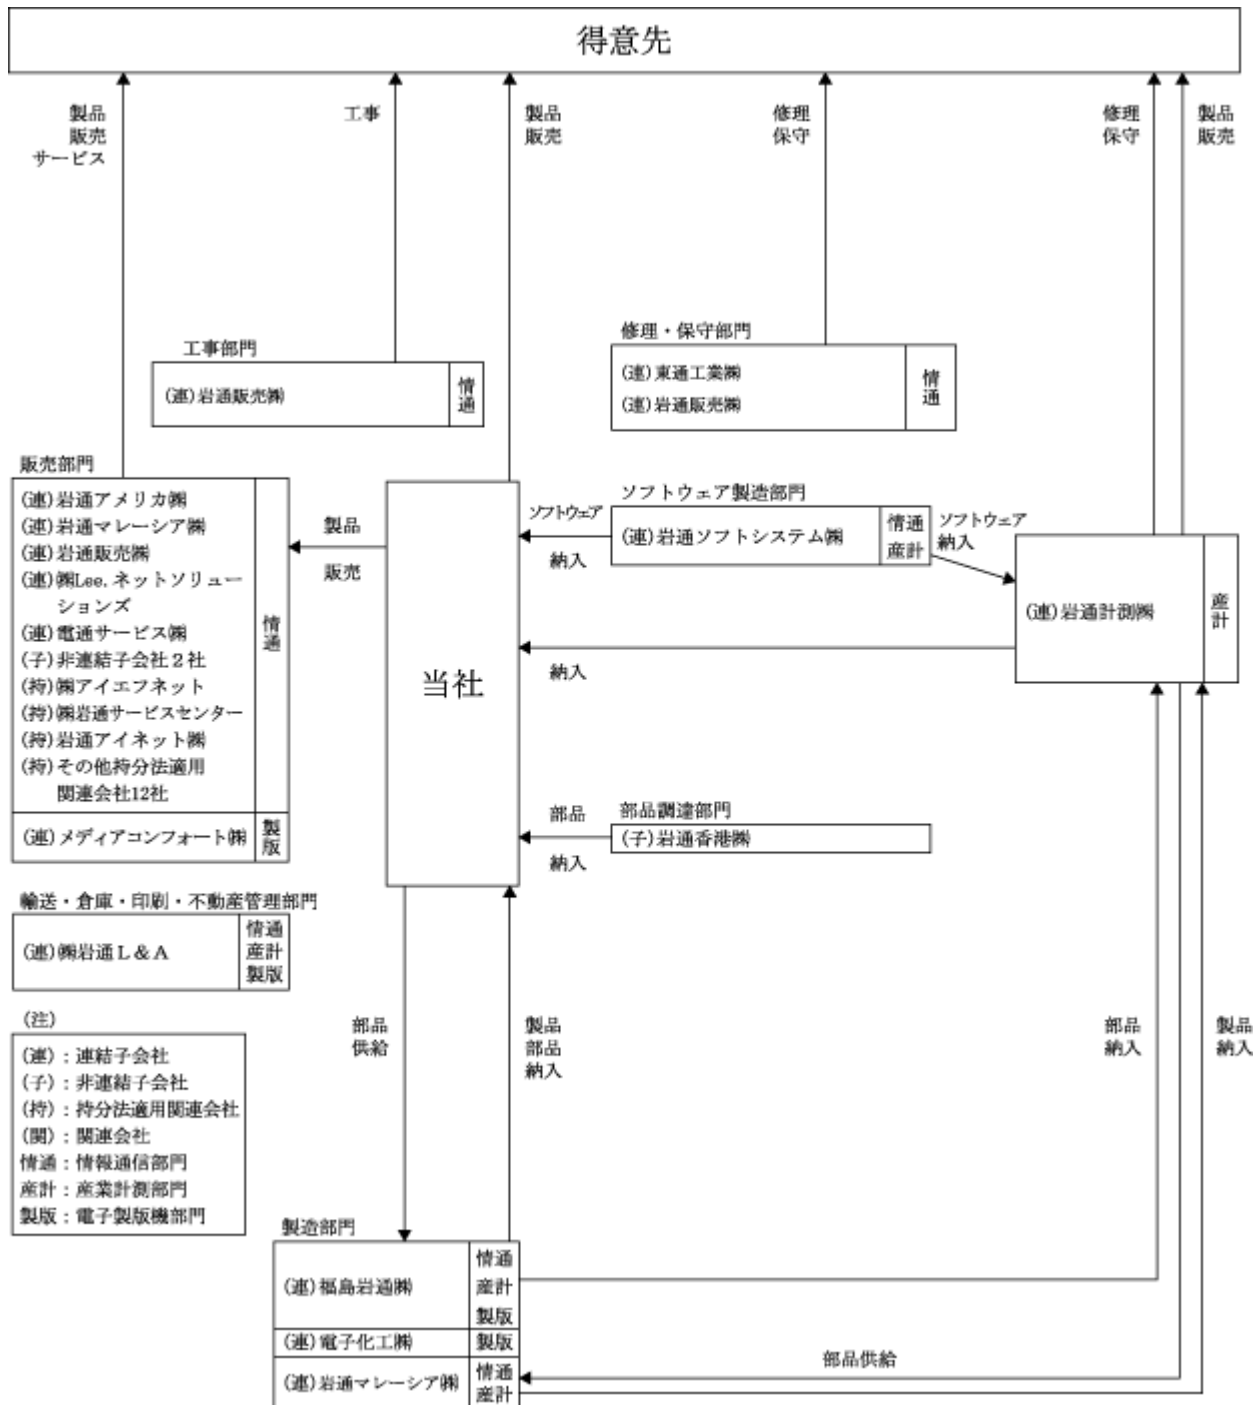 得意先
製品
販売
サービス
工事
製品
販売
修理
保守
修理
保守
製品
販売
工事部門
(連)岩通販売㈱
情通
修理・保守部門
(連)東通工業㈱
(連)岩通販売㈱
情通
販売部門
(連)岩通アメリカ㈱
(連)岩通マレーシア㈱
(連)岩通販売㈱
(連)㈱Lee.ネットソリュー
ションズ
(連)電通サービス㈱
(子)非連結子会社２社
(持)㈱アイエフネット
(持)㈱岩通サービスセンター
(持)岩通アイネット㈱
(持)その他持分法適用
関連会社12社
情通
(連)メディアコンフォート㈱
製版
製品
販売
当社
ソフトウェア
納入
ソフトウェア製造部門
(連)岩通ソフトシステム㈱
情通
産計
ソフトウェア
納入
(連)岩通計測㈱
産計
納入
部品
納入
部品調達部門
(子)岩通香港㈱
輸送・倉庫・印刷・不動産管理部門
(連)㈱岩通Ｌ＆Ａ
情通
産計
製版
(注)
(連)：連結子会社
(子)：非連結子会社
(持)：持分法適用関連会社
(関)：関連会社
情通：情報通信部門
産計：産業計測部門
製版：電子製版機部門
部品
供給
製品
部品
納入
部品
納入
製品
納入
製造部門
(連)福島岩通㈱
情通
産計
製版
(連)電子化工㈱
製版
(連)岩通マレーシア㈱
情通
産計
部品供給